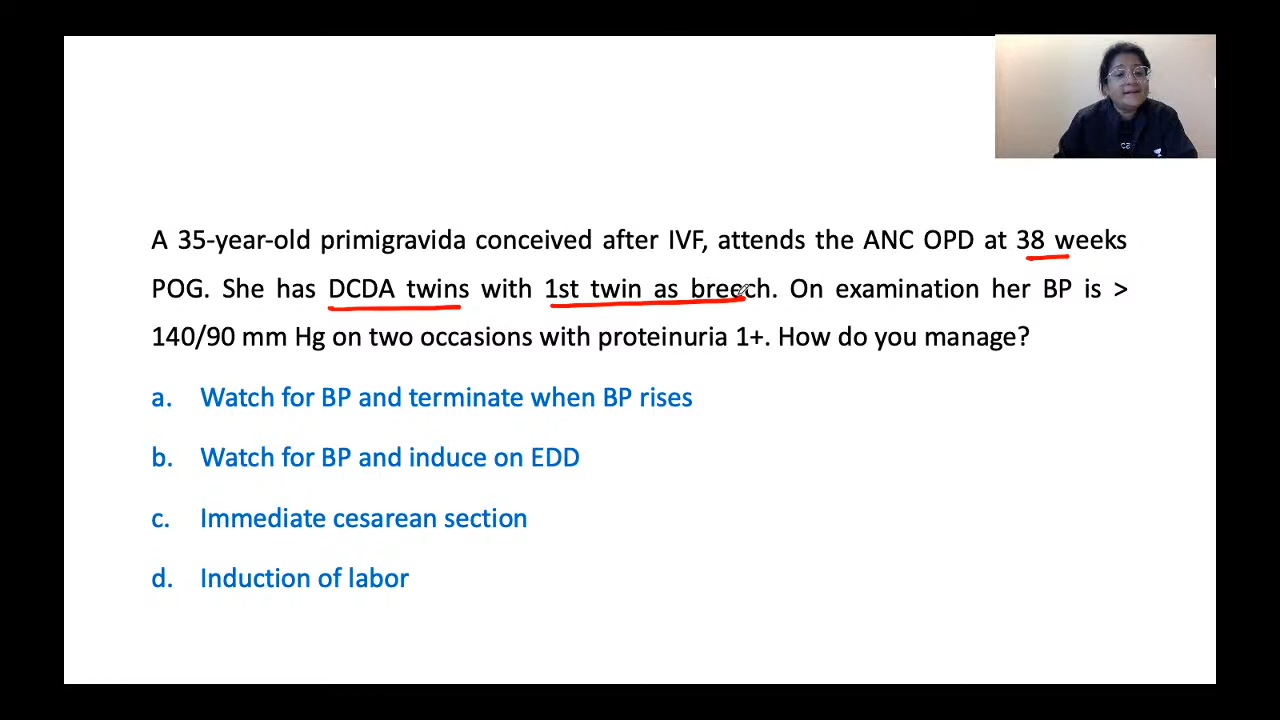 A 35-year-old primigravida conceived after IVF, attends the ANC OPD at 38 weeks
POG. She has DCDA twins with 1st twin as breech. On examination her BP is >
140/90 mm Hg on two occasions with proteinuria 1+. How do you manage?
a. Watch for BP and terminate when BP rises
b. Watch for BP and induce on EDD
c. Immediate cesarean section
d. Induction of labor